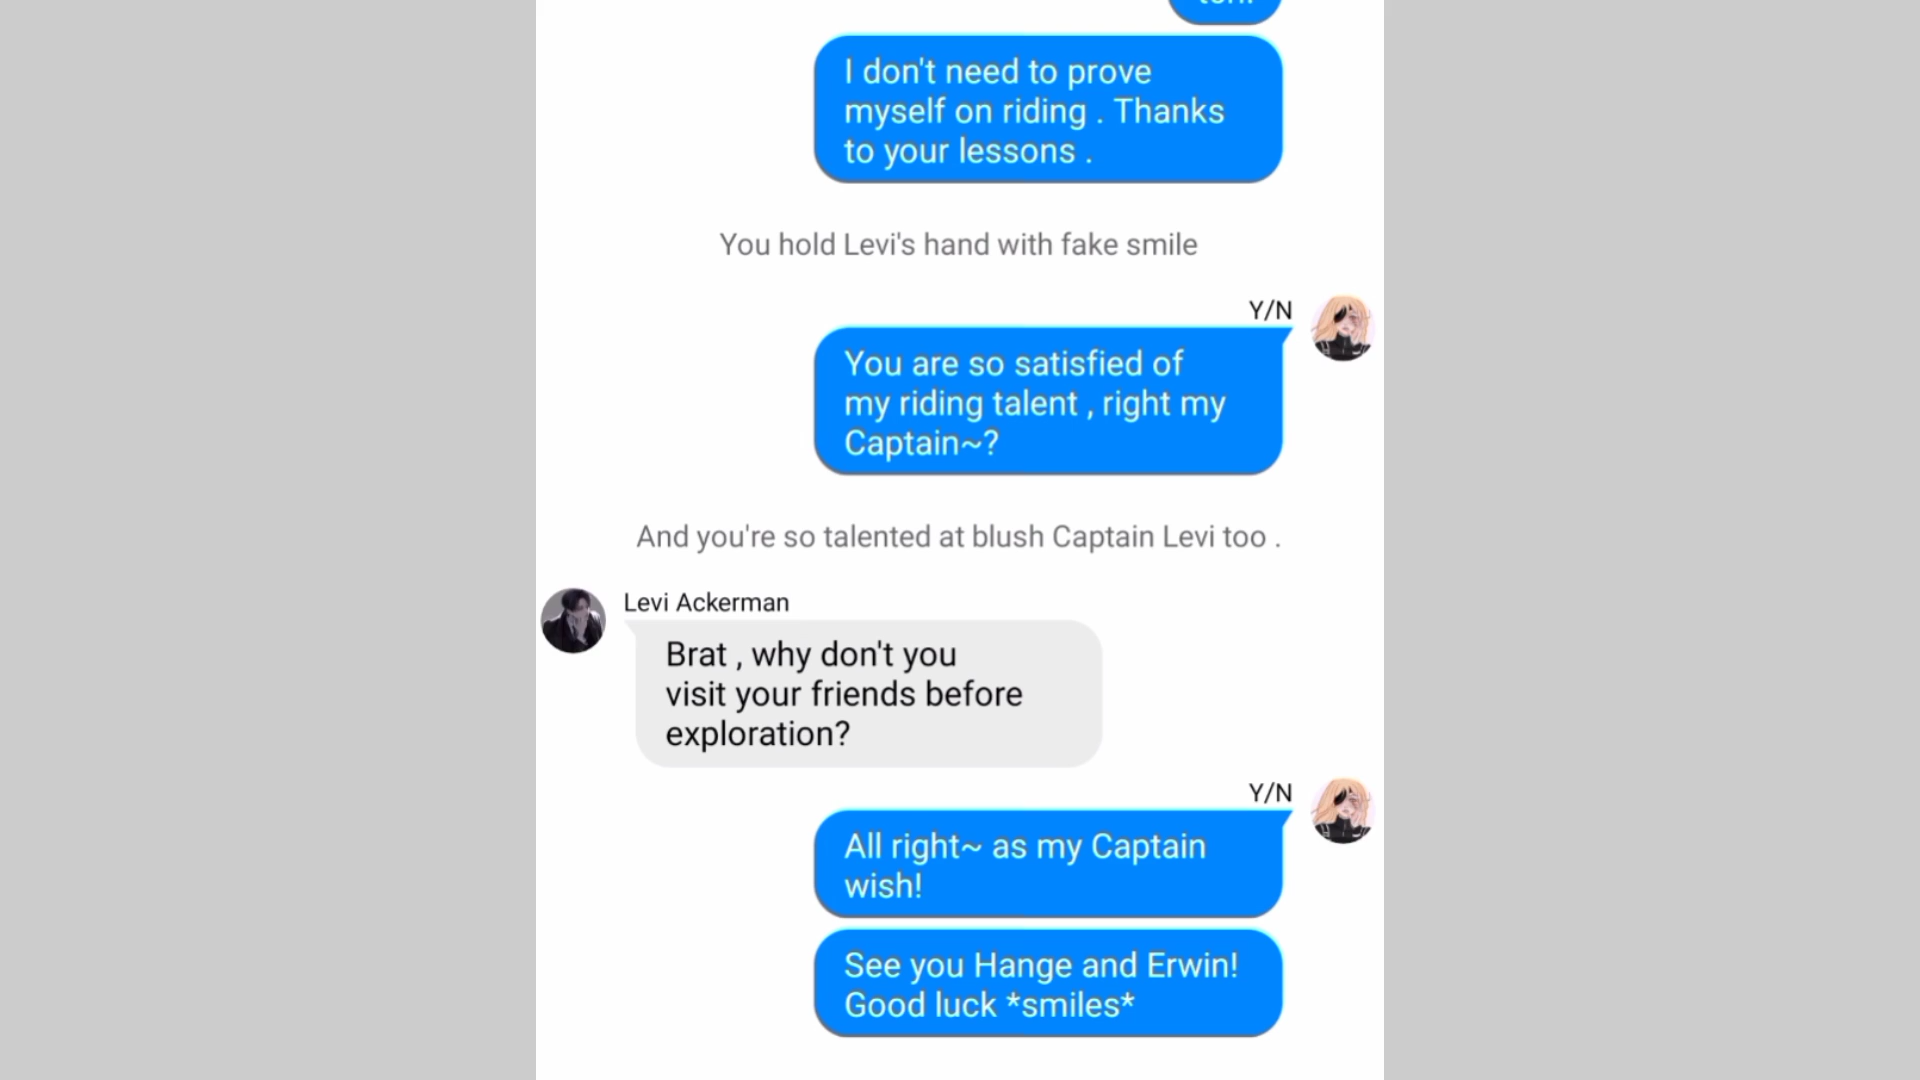 I don't need to prove
myself on riding . Thanks
to your lessons .
You hold Levi's hand with fake smile
Y/N
You are so satisfied of
my riding talent , right my
Captain~?
And you're so talented at blush Captain Levi too .
Levi Ackerman
Brat , why don't you
visit your friends before
exploration?
Y/N
All right~ as my Captain
wish!
See you Hange and Erwin!
Good luck *smiles*